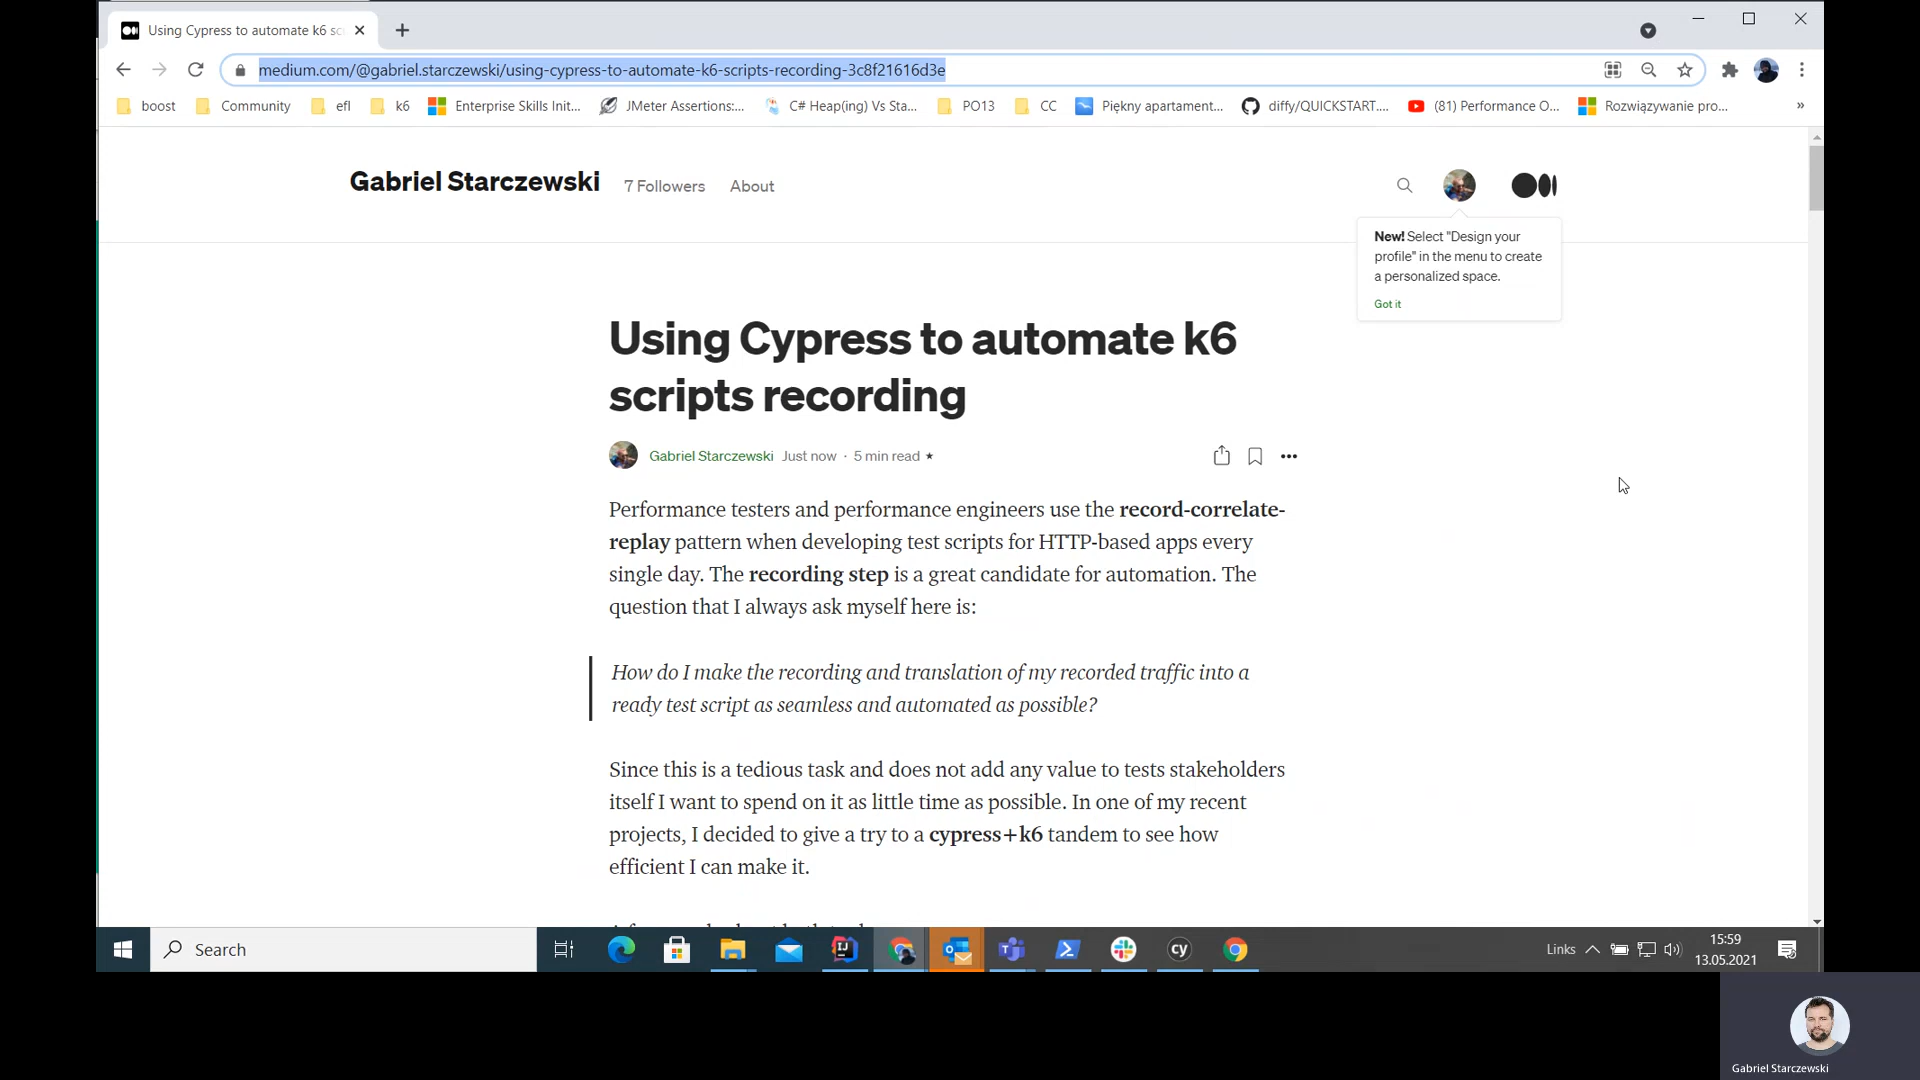 Using Cypress to automate k6 sc
medium.com/@gabriel.starczewski/using-cypress-to-automate-k6-scripts-recording-3c8f21616d3e
boost
Community
efl
k6
Enterprise Skills Init...
JMeter Assertions:...
C# Heap(ing) Vs Sta...
PO13
CC
Piękny apartament...
diffy/QUICKSTART....
(81) Performance O...
Rozwiązywanie pro...
»
Gabriel Starczewski
7 Followers
About
New! Select "Design your
profile" in the menu to create
a personalized space.
Got it
Using Cypress to automate k6
scripts recording
Gabriel Starczewski Just now · 5 min read ★
Performance testers and performance engineers use the record-correlate-
replay pattern when developing test scripts for HTTP-based apps every
single day. The recording step is a great candidate for automation. The
question that I always ask myself here is:
How do I make the recording and translation of my recorded traffic into a
ready test script as seamless and automated as possible?
Since this is a tedious task and does not add any value to tests stakeholders
itself I want to spend on it as little time as possible. In one of my recent
projects, I decided to give a try to a cypress+k6 tandem to see how
efficient I can make it.
Search
IJ
cy
Links
15:59
13.05.2021
Gabriel Starczewski